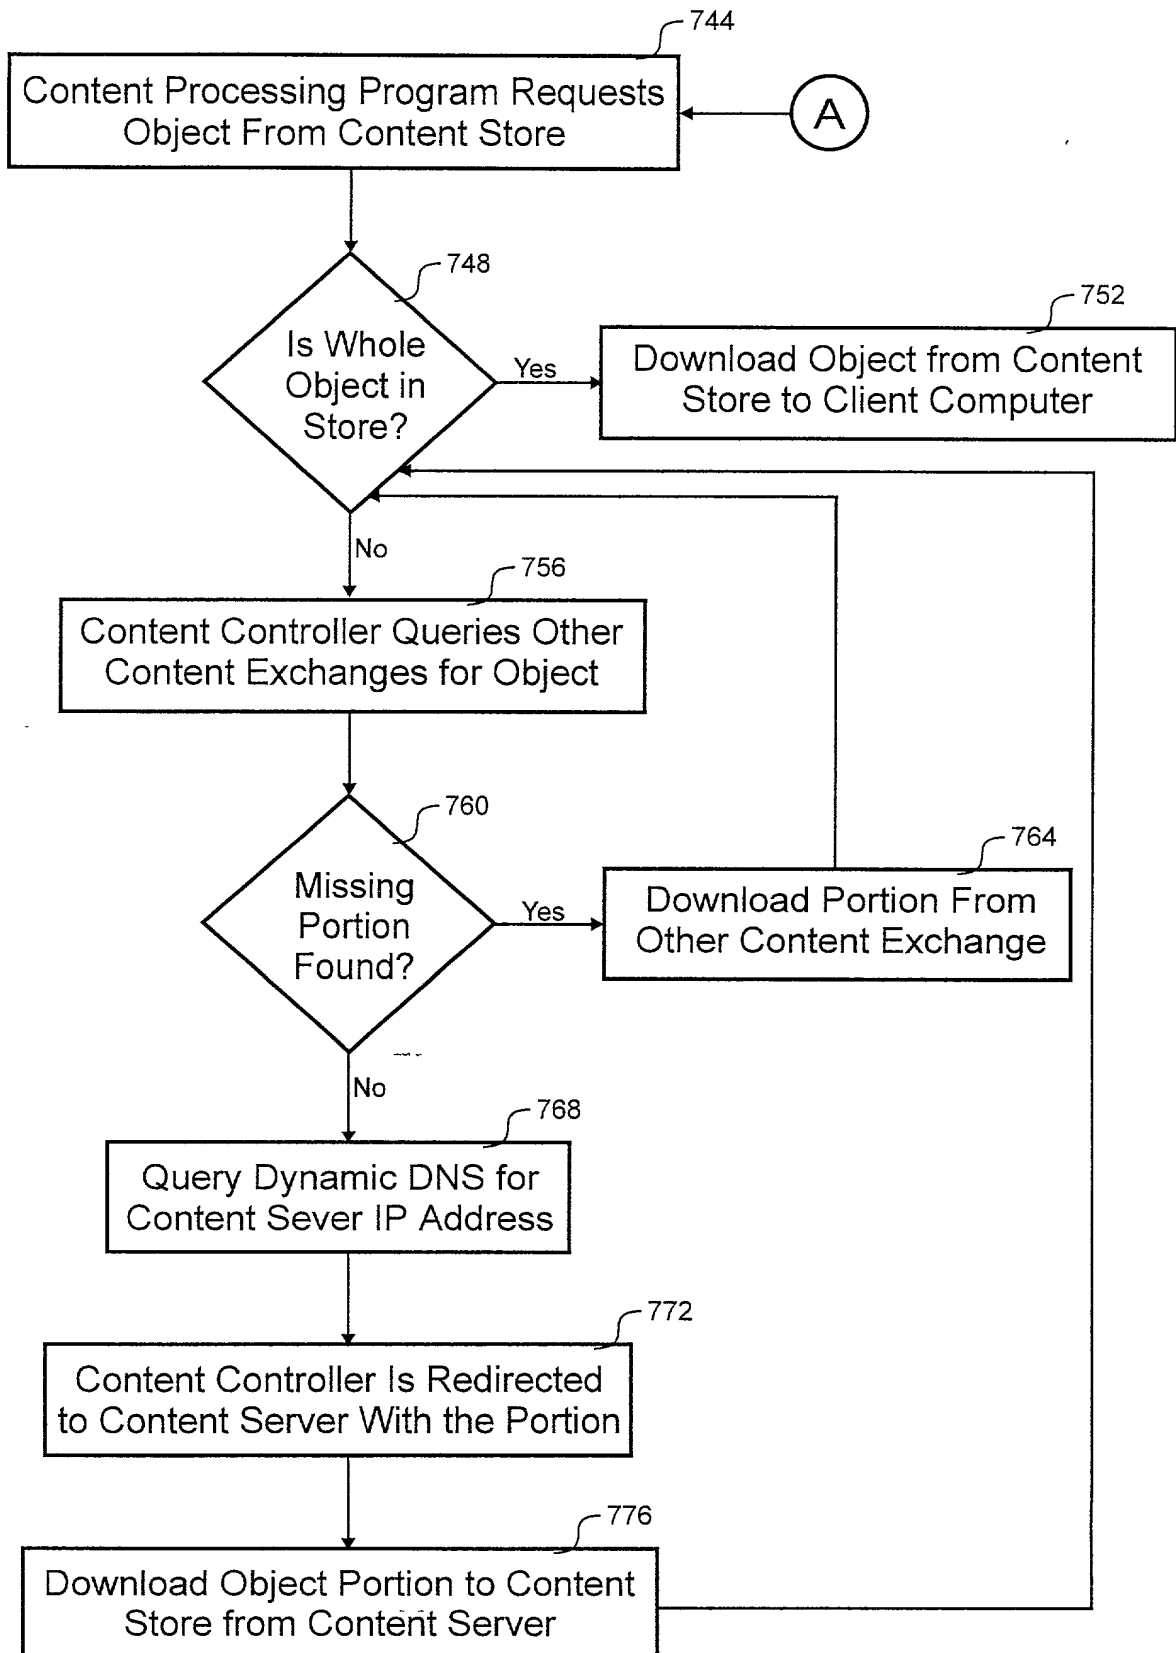 744
Content Processing Program Requests
Object From Content Store
A
748
Is Whole
Object in
Store?
Yes
752
Download Object from Content
Store to Client Computer
No
756
Content Controller Queries Other
Content Exchanges for Object
760
Missing
Portion
Found?
Yes
764
Download Portion From
Other Content Exchange
No
768
Query Dynamic DNS for
Content Sever IP Address
772
Content Controller Is Redirected
to Content Server With the Portion
776
Download Object Portion to Content
Store from Content Server